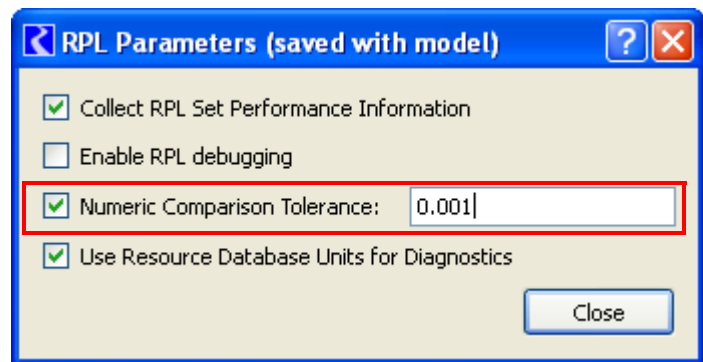 RPL Parameters (saved with model)
Collect RPL Set Performance Information
Enable RPL debugging
Numeric Comparison Tolerance: 0.001
Use Resource Database Units for Diagnostics
Close